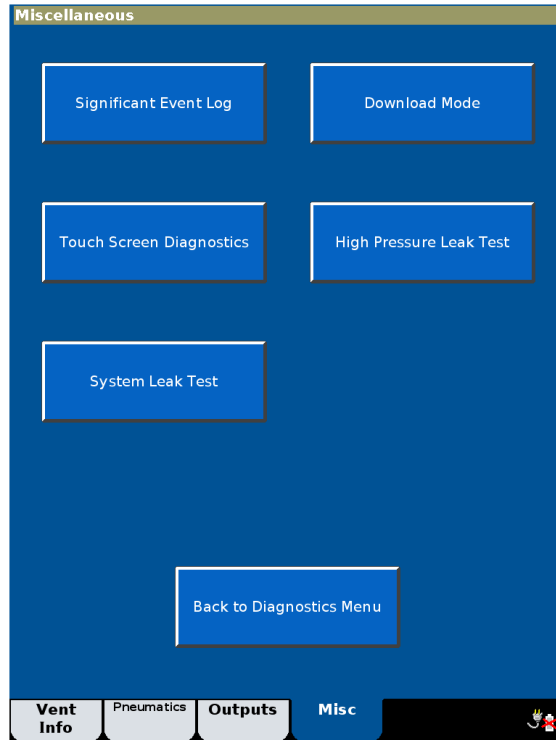 Miscellaneous
Significant Event Log
Download Mode
Touch Screen Diagnostics
High Pressure Leak Test
System Leak Test
Back to Diagnostics Menu
Vent
Info
Pneumatics
Outputs
Misc